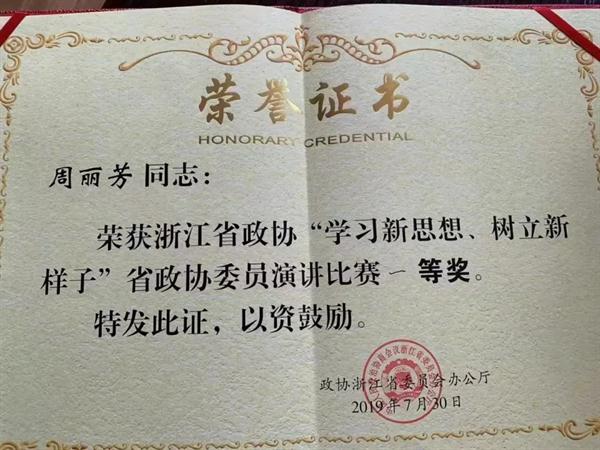 荣誉证书
HONORARY CREDENTIAL
周丽芳 同志：
荣获浙江省政协“学习新思想、树立新
样子”省政协委员演讲比赛一等奖。
特发此证，以资鼓励。
政协浙江省委员会办公厅
2019年7月30日